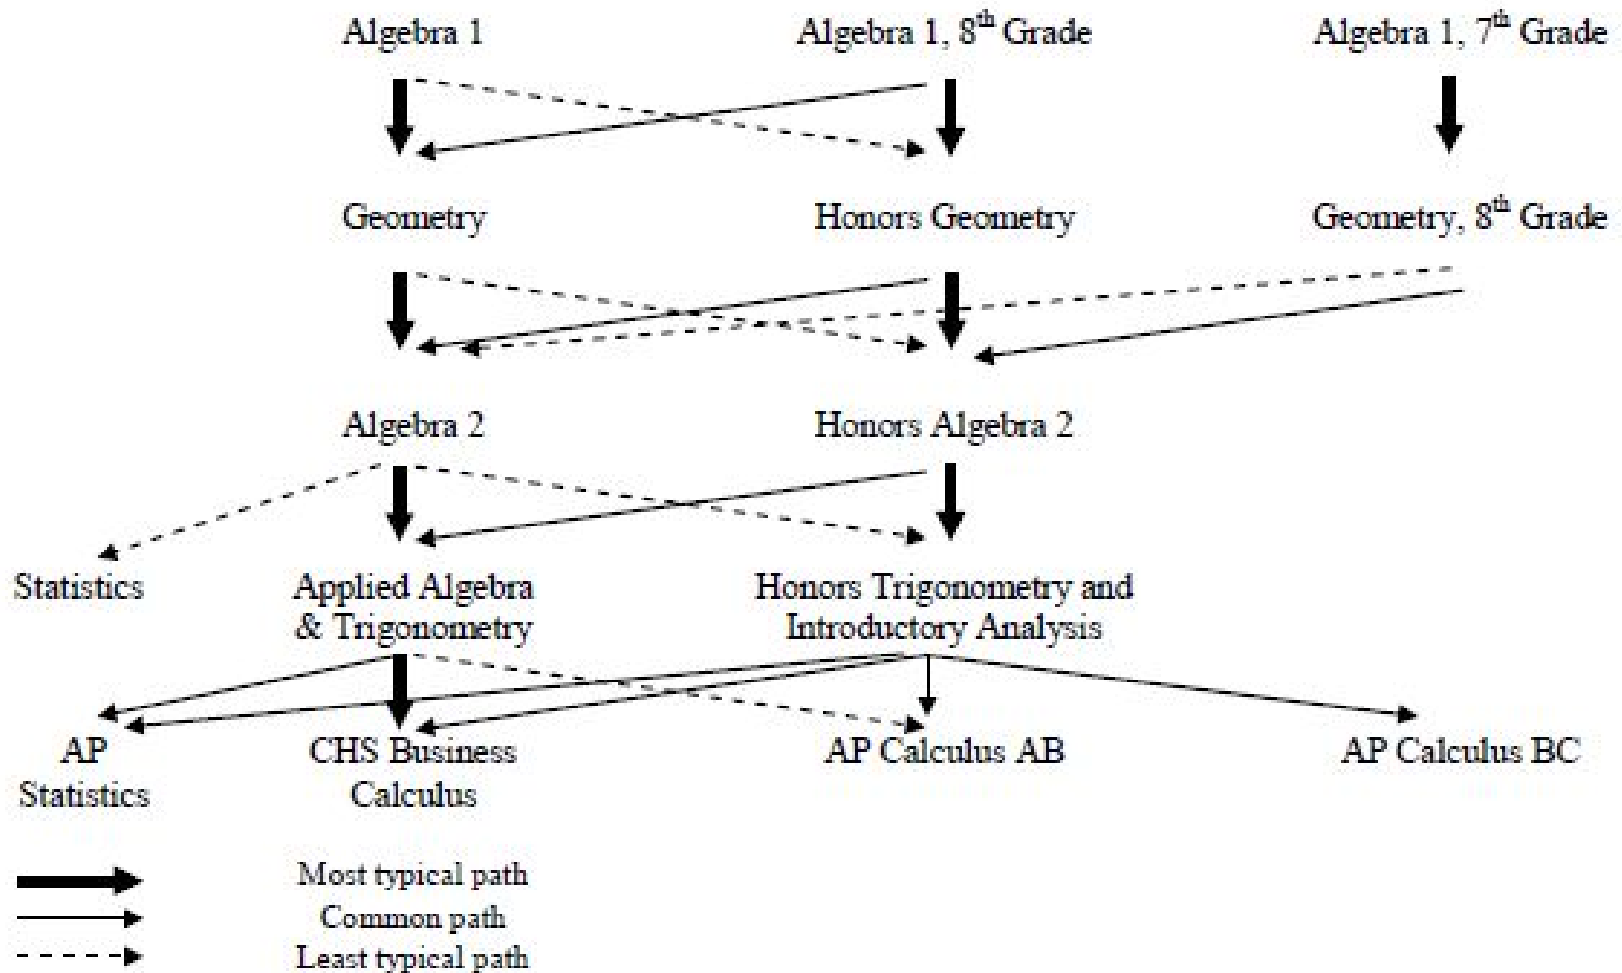 Algebra 1
Algebra 1, 8th Grade
Algebra 1, 7th Grade
Geometry
Honors Geometry
Geometry, 8th Grade
Algebra 2
Honors Algebra 2
Statistics
Applied Algebra
& Trigonometry
Honors Trigonometry and
Introductory Analysis
AP
Statistics
CHS Business
Calculus
AP Calculus AB
AP Calculus BC
Most typical path
Common path
Least typical path